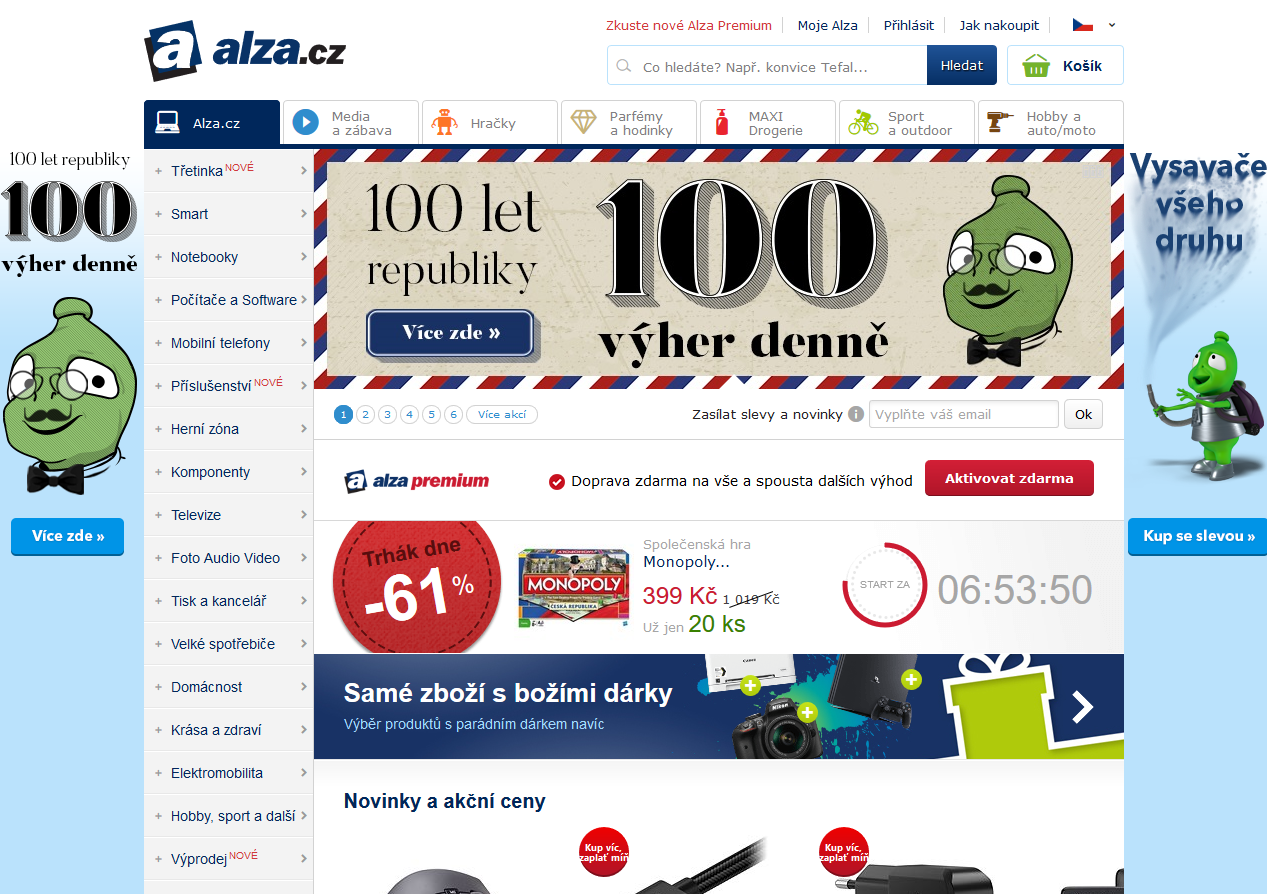 alza.cz
Zkuste nové Alza Premium
Moje Alza
Přihlásit
Jak nakoupit
Co hledáte? Např. konvice Tefal...
Hledat
Košík
Alza.cz
Media
a zábava
Hračky
Parfémy
a hodinky
MAXI
Drogerie
Sport
a outdoor
Hobby a
auto/moto
100 let republiky
100
výher denně
Více zde »
Třetinka NOVÉ
Smart
Notebooky
Počítače a Software
Mobilní telefony
Příslušenství NOVÉ
Herní zóna
Komponenty
Televize
Foto Audio Video
Tisk a kancelář
Velké spotřebiče
Domácnost
Krása a zdraví
Elektromobilita
Hobby, sport a další
Výprodej NOVÉ
100 let
republiky
Více zde »
100
výher denně
Vysavače
všeho
druhu
Kup se slevou »
1 2 3 4 5 6 Více akcí
Zasílat slevy a novinky
Vyplňte váš email
Ok
alza premium
Doprava zdarma na vše a spousta dalších výhod
Aktivovat zdarma
Trhák dne
-61%
MONOPOLY
ČESKÁ REPUBLIKA
Společenská hra
Monopoly...
399 Kč 1 019 Kč
Už jen 20 ks
START ZA
06:53:50
Samé zboží s božími dárky
Výběr produktů s parádním dárkem navíc
Canon
Nikon
Novinky a akční ceny
Kup víc,
zaplať míň
Kup víc,
zaplať míň